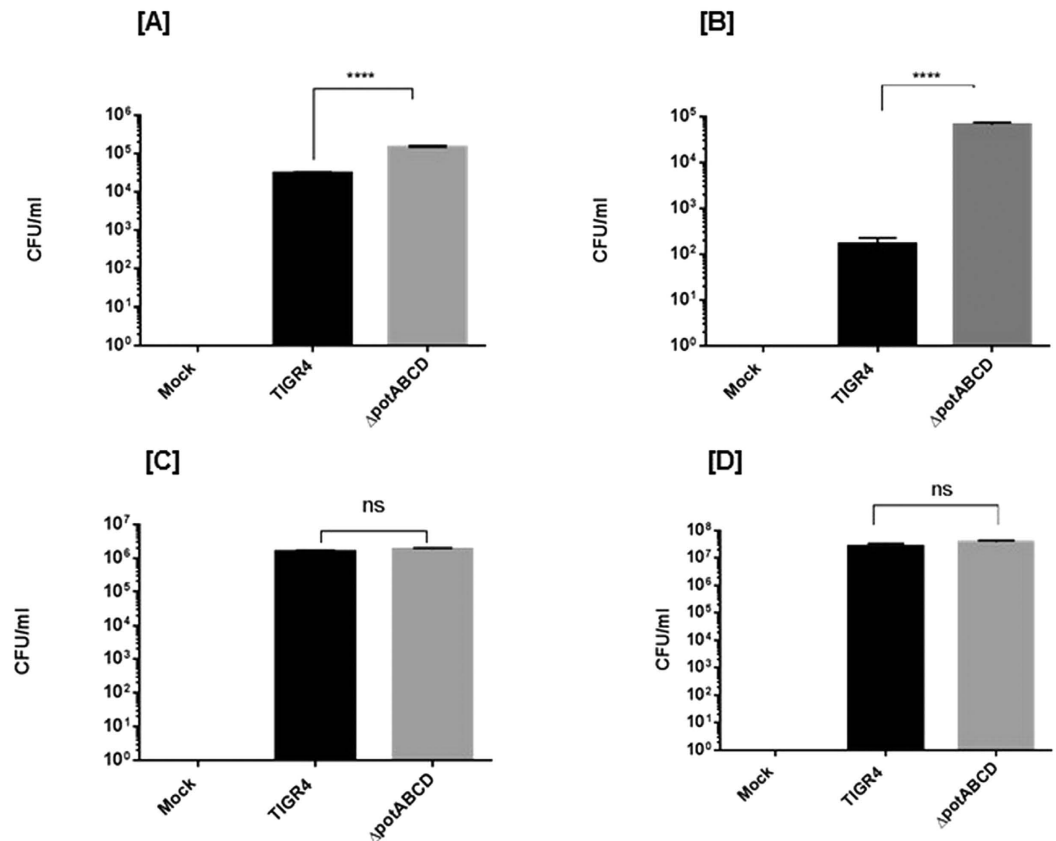 [A]
****
10⁶
10⁵
10⁴
10³
10²
10¹
10⁰
CFU/ml
Mock
TIGR4
ΔpotABCD
[B]
****
10⁵
10⁴
10³
10²
10¹
10⁰
CFU/ml
Mock
TIGR4
ΔpotABCD
[C]
ns
10⁷
10⁶
10⁵
10⁴
10³
10²
10¹
10⁰
CFU/ml
Mock
TIGR4
ΔpotABCD
[D]
ns
10⁸
10⁷
10⁶
10⁵
10⁴
10³
10²
10¹
10⁰
CFU/ml
Mock
TIGR4
ΔpotABCD